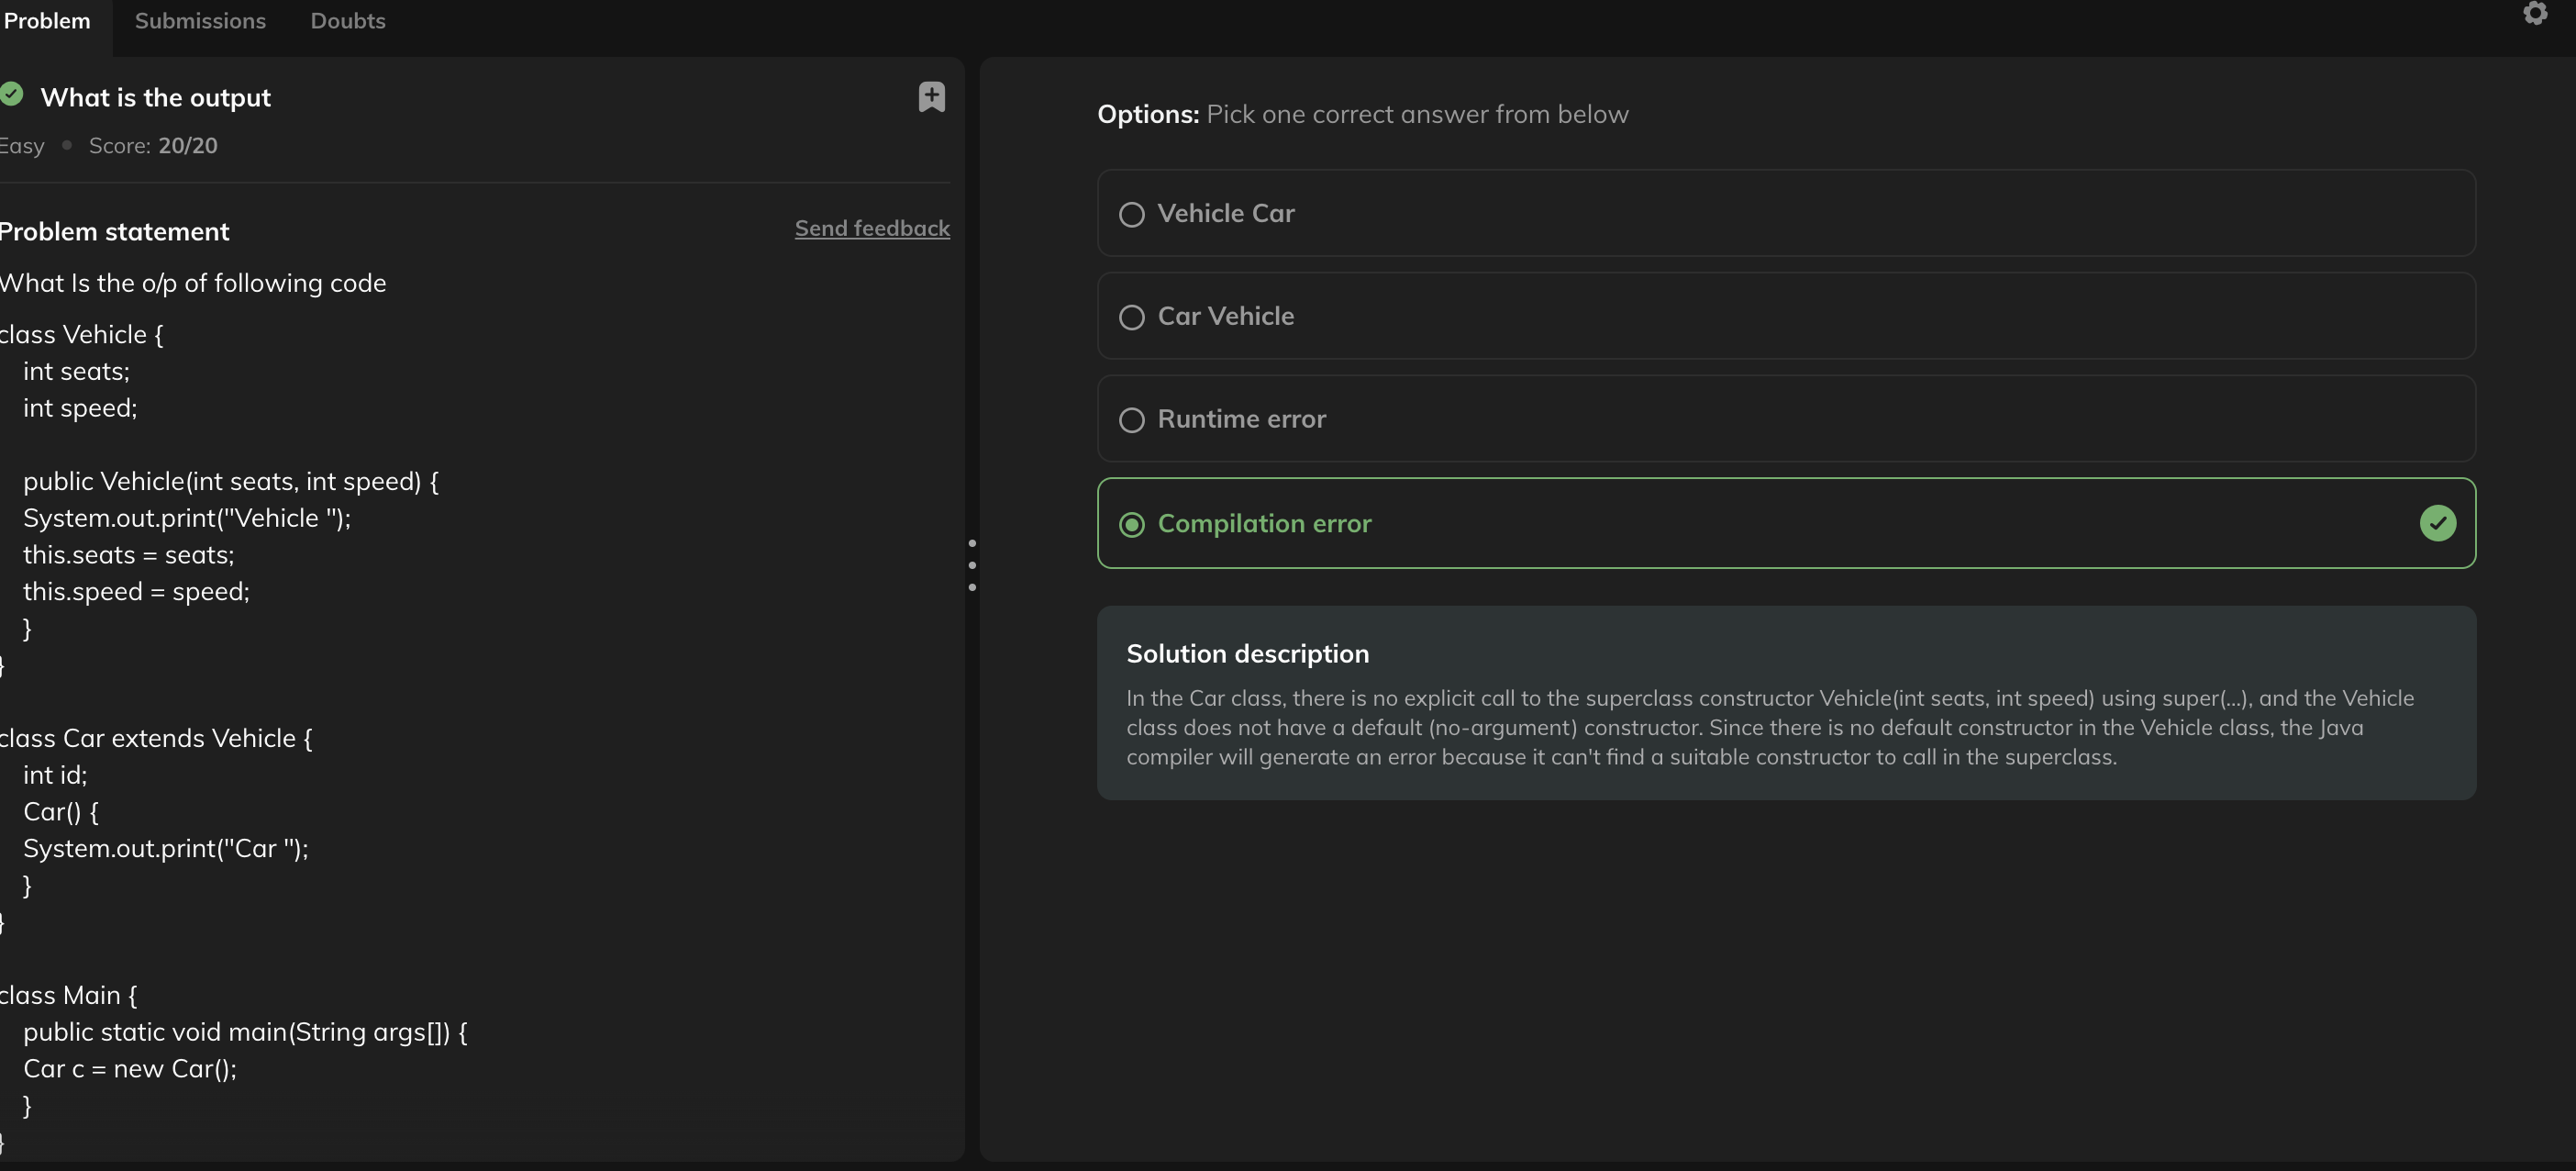 Problem Submissions Doubts
What is the output
Easy • Score: 20/20
Problem statement
Send feedback
What Is the o/p of following code
class Vehicle {
int seats;
int speed;
public Vehicle(int seats, int speed) {
System.out.print("Vehicle ");
this.seats = seats;
this.speed = speed;
}
}
class Car extends Vehicle {
int id;
Car() {
System.out.print("Car ");
}
}
class Main {
public static void main(String args[]) {
Car c = new Car();
}
}
Options: Pick one correct answer from below
Vehicle Car
Car Vehicle
Runtime error
Compilation error
Solution description
In the Car class, there is no explicit call to the superclass constructor Vehicle(int seats, int speed) using super(...), and the Vehicle
class does not have a default (no-argument) constructor. Since there is no default constructor in the Vehicle class, the Java
compiler will generate an error because it can't find a suitable constructor to call in the superclass.